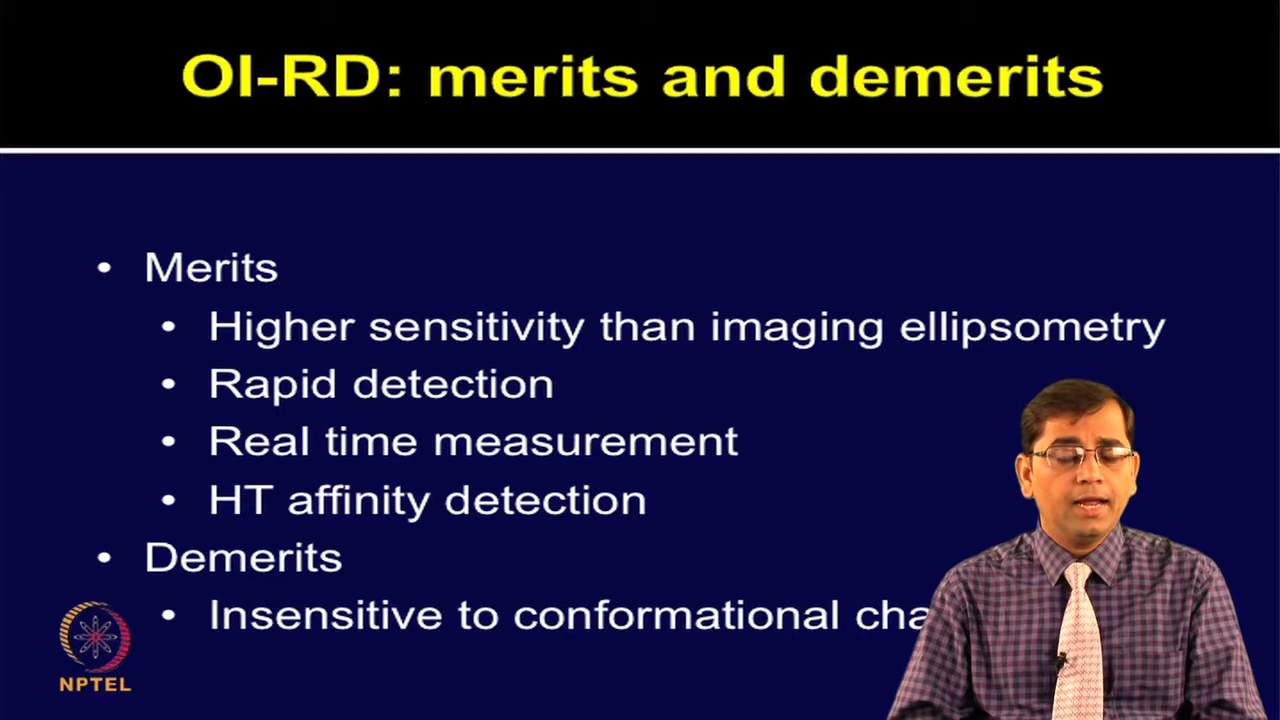 OI-RD: merits and demerits
• Merits
• Higher sensitivity than imaging ellipsometry
• Rapid detection
• Real time measurement
• HT affinity detection
• Demerits
• Insensitive to conformational
NPTEL